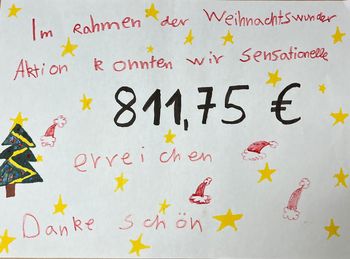 Im Rahmen der Weihnachtswunder
Aktion konnten wir sensationelle
811,75 €
erreichen
Danke schön